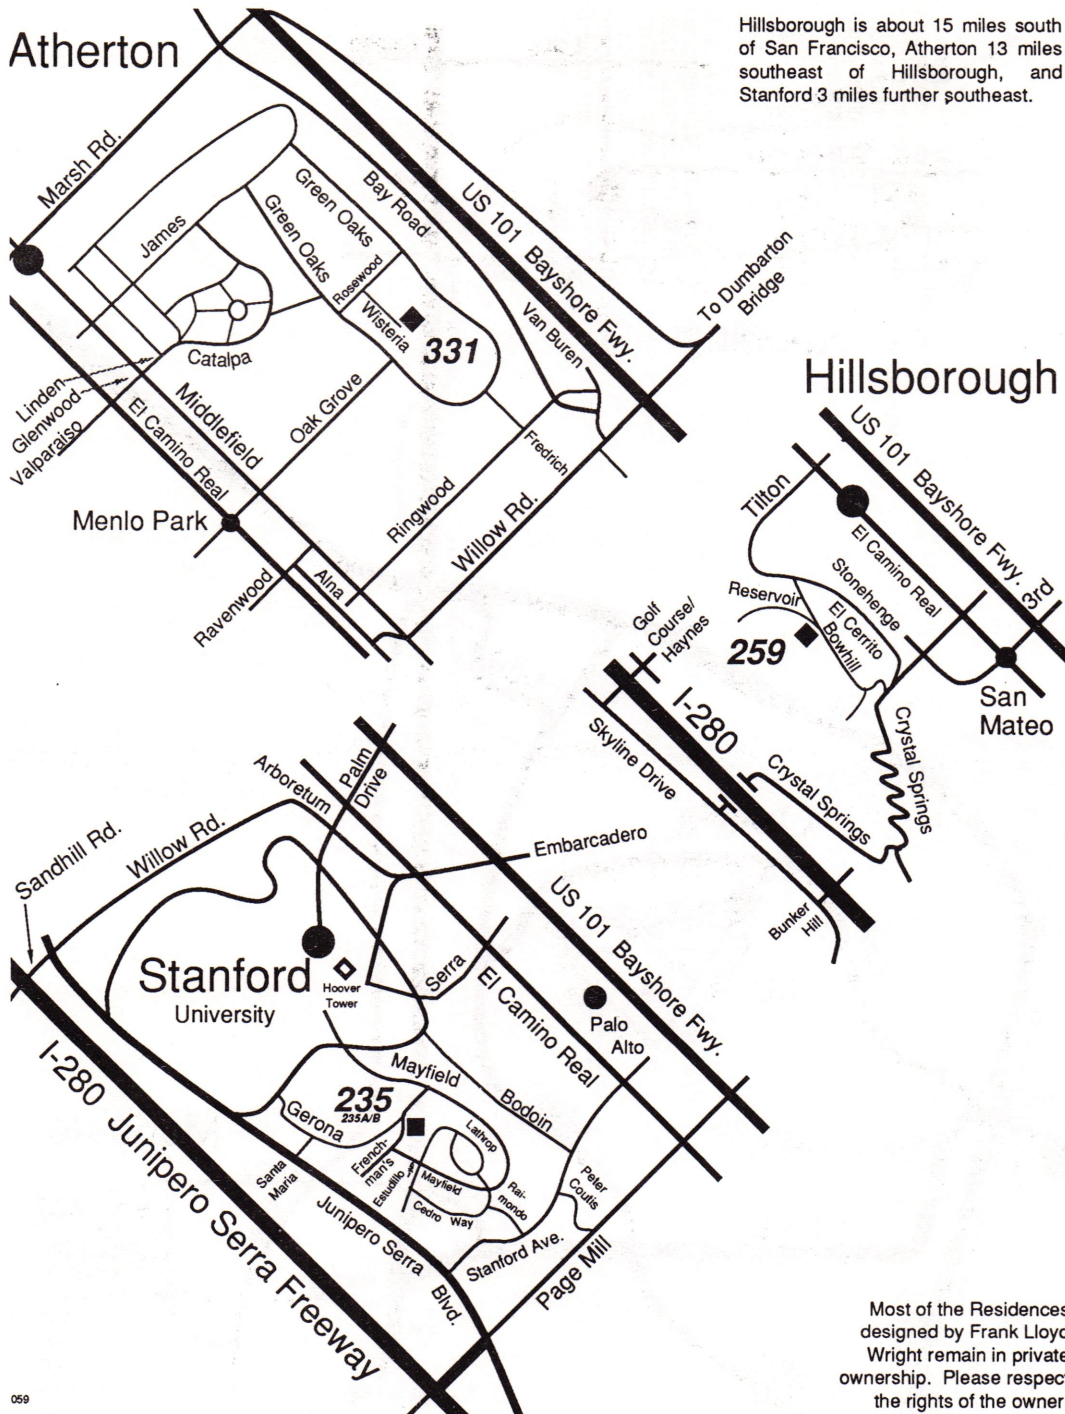 Atherton
Hillsborough is about 15 miles south
of San Francisco, Atherton 13 miles
southeast of Hillsborough, and
Stanford 3 miles further southeast.
Marsh Rd.
James
Green Oaks
Green Oaks
Bay Road
US 101 Bayshore Fwy.
Rosewood
Wisteria
331
Van Buren
To Dumbarton
Bridge
Catalpa
Linden
Glenwood
Valparaiso
Middlefield
El Camino Real
Oak Grove
Fredrich
Menlo Park
Ringwood
Willow Rd.
Ravenwood
Alna
Hillsborough
US 101 Bayshore Fwy.
3rd
Tilton
El Camino Real
Stonehenge
Reservoir
El Cerrito
Bowhill
259
Golf
Course/
Haynes
San
Mateo
I-280
Skyline Drive
Crystal Springs
Crystal Springs
Bunker
Hill
Palm
Drive
Arboretum
Willow Rd.
Sandhill Rd.
Embarcadero
US 101 Bayshore Fwy.
Stanford
University
Hoover
Tower
Serra
El Camino Real
Palo
Alto
Mayfield
Bodoin
235
235A/B
Gerona
Lathrop
Santa
Maria
French-
man's
Estudillo
Mayfield
Cedro Way
Rai-
mondo
Peter
Coutis
Stanford Ave.
Page Mill
Junipero Serra Blvd.
I-280 Junipero Serra Freeway
Most of the Residences
designed by Frank Lloyd
Wright remain in private
ownership. Please respect
the rights of the owner
059